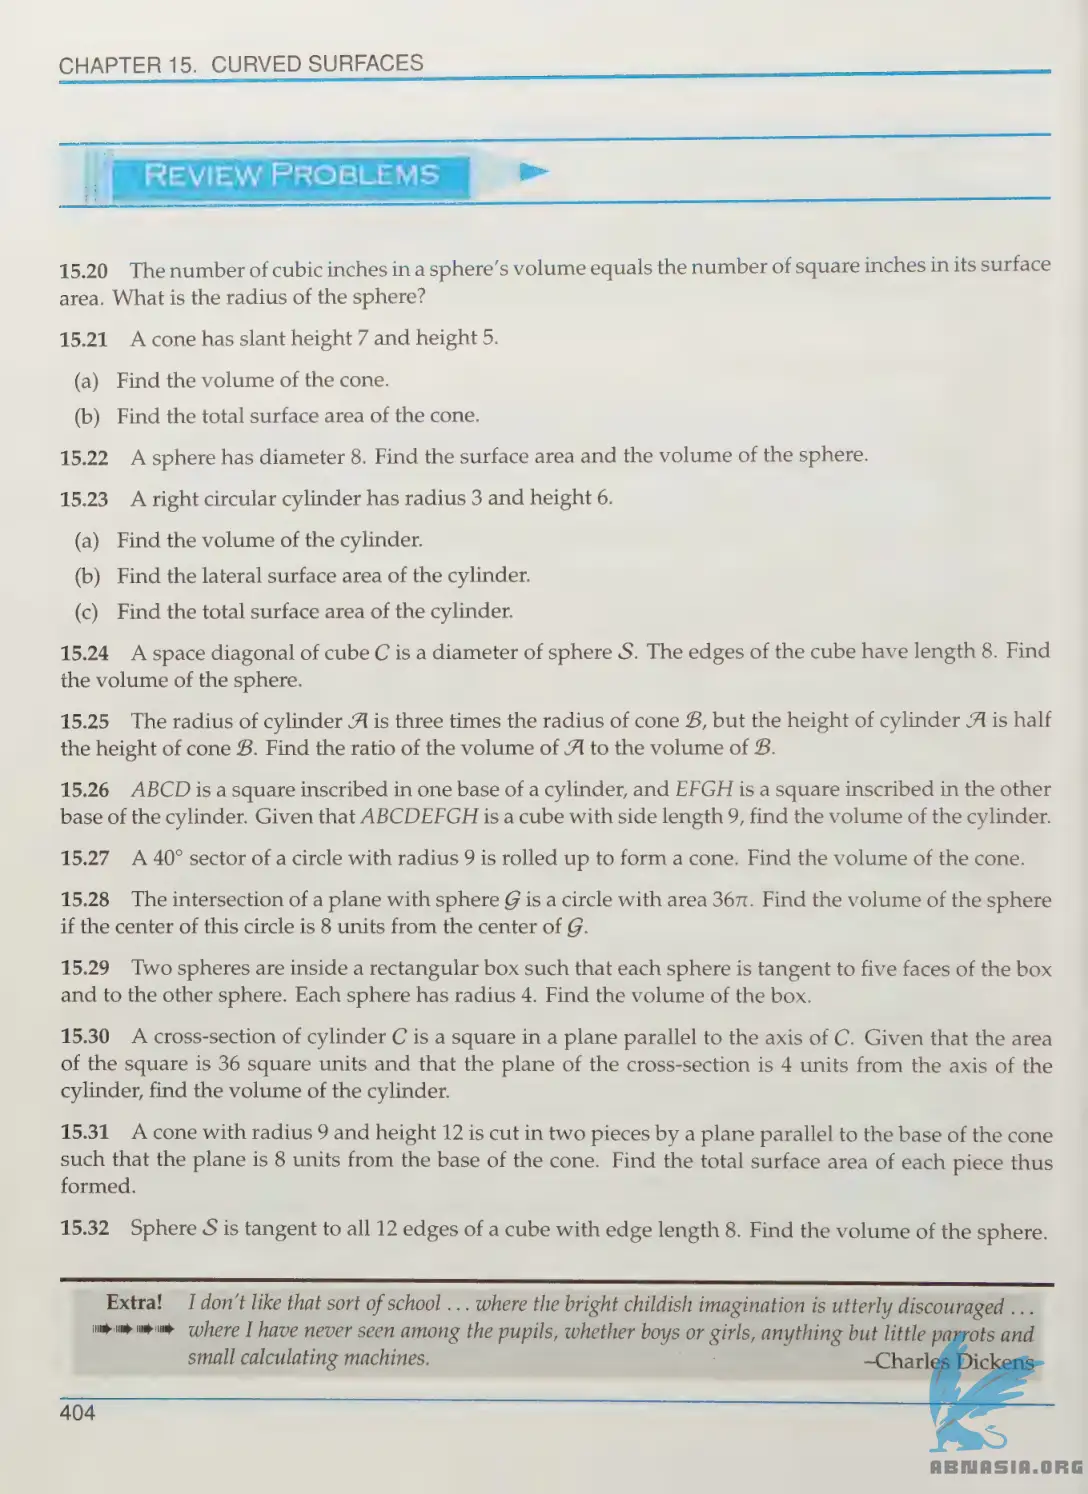 CHAPTER 15. CURVED SURFACES
REVIEW PROBLEMS
15.20 The number of cubic inches in a sphere's volume equals the number of square inches in its surface
area. What is the radius of the sphere?
15.21 A cone has slant height 7 and height 5.
(a) Find the volume of the cone.
(b) Find the total surface area of the cone.
15.22 A sphere has diameter 8. Find the surface area and the volume of the sphere.
15.23 A right circular cylinder has radius 3 and height 6.
(a) Find the volume of the cylinder.
(b) Find the lateral surface area of the cylinder.
(c) Find the total surface area of the cylinder.
15.24 A space diagonal of cube C is a diameter of sphere S. The edges of the cube have length 8. Find
the volume of the sphere.
15.25 The radius of cylinder A is three times the radius of cone B, but the height of cylinder A is half
the height of cone B. Find the ratio of the volume of A to the volume of B.
15.26 ABCD is a square inscribed in one base of a cylinder, and EFGH is a square inscribed in the other
base of the cylinder. Given that ABCDEFGH is a cube with side length 9, find the volume of the cylinder.
15.27 A 40° sector of a circle with radius 9 is rolled up to form a cone. Find the volume of the cone.
15.28 The intersection of a plane with sphere G is a circle with area 36π. Find the volume of the sphere
if the center of this circle is 8 units from the center of G.
15.29 Two spheres are inside a rectangular box such that each sphere is tangent to five faces of the box
and to the other sphere. Each sphere has radius 4. Find the volume of the box.
15.30 A cross-section of cylinder C is a square in a plane parallel to the axis of C. Given that the area
of the square is 36 square units and that the plane of the cross-section is 4 units from the axis of the
cylinder, find the volume of the cylinder.
15.31 A cone with radius 9 and height 12 is cut in two pieces by a plane parallel to the base of the cone
such that the plane is 8 units from the base of the cone. Find the total surface area of each piece thus
formed.
15.32 Sphere S is tangent to all 12 edges of a cube with edge length 8. Find the volume of the sphere.
Extra! I don't like that sort of school . . . where the bright childish imagination is utterly discouraged . . .
where I have never seen among the pupils, whether boys or girls, anything but little parrots and
small calculating machines. –Charles Dickens
404
ABNASIA.ORG